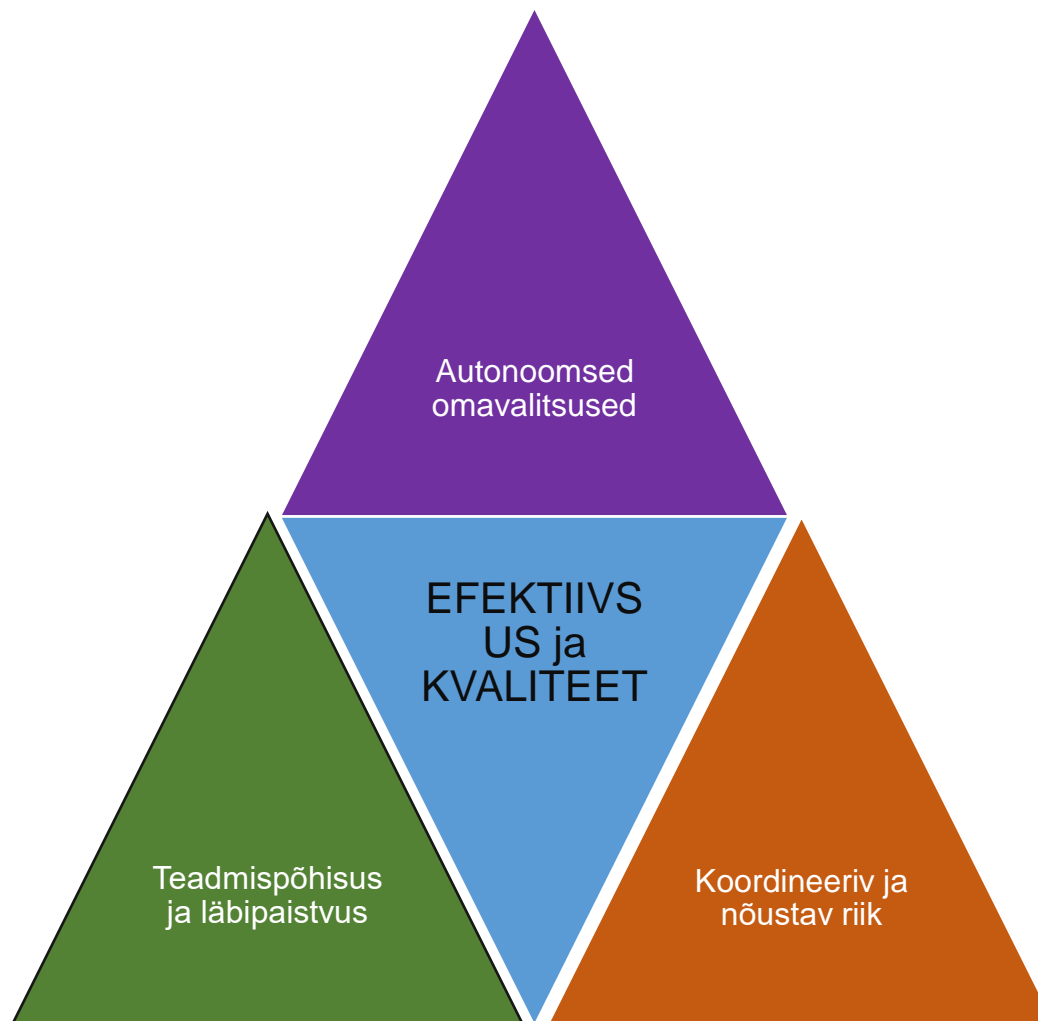 Autonoomsed
omavalitsused
EFEKTIIVS
US ja
KVALITEET
Teadmispõhisus
ja läbipaistvus
Koordineeriv ja
nõustav riik